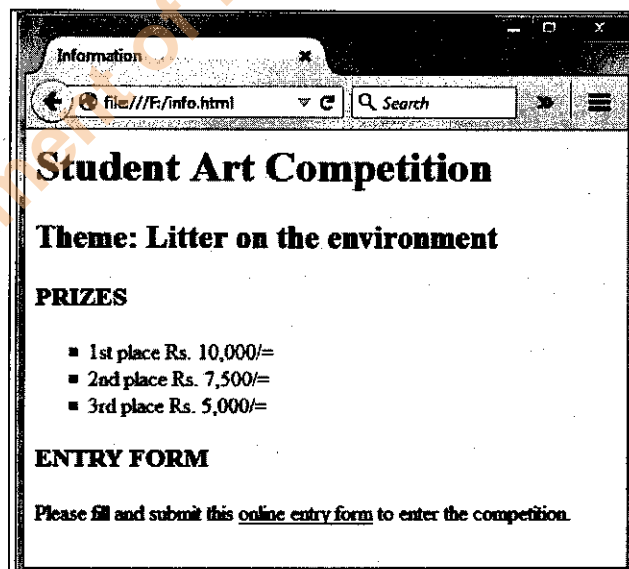 Information
file:///F:/info.html
Search
Student Art Competition
Theme: Litter on the environment
PRIZES
1st place Rs. 10,000/=
2nd place Rs. 7,500/=
3rd place Rs. 5,000/=
ENTRY FORM
Please fill and submit this online entry form to enter the competition.